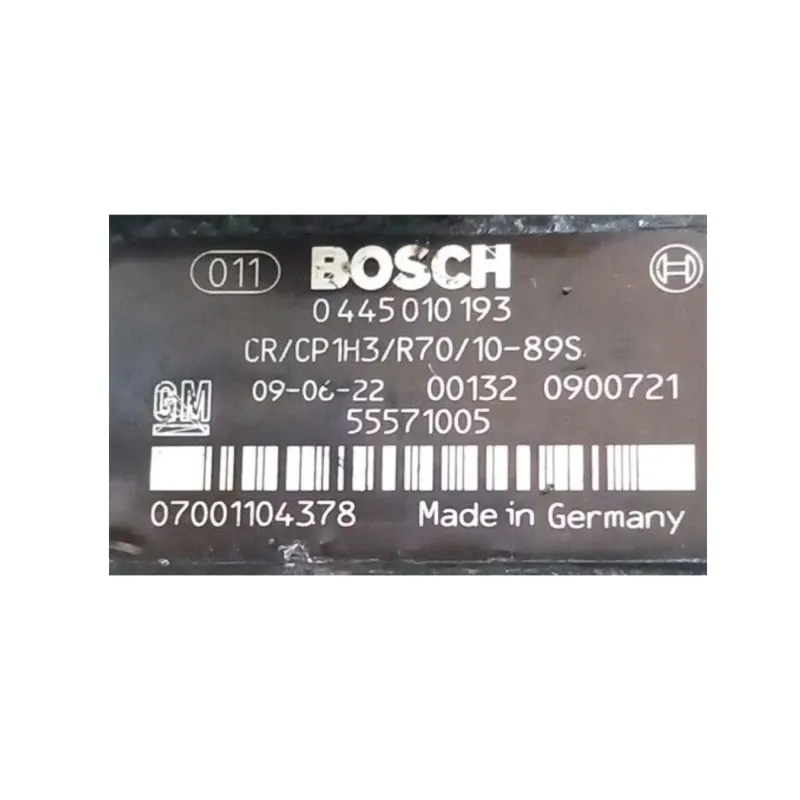 011 BOSCH
0 445 010 193
CR/CP1H3/R70/10-89S
GM 09-06-22 00132 0900721
55571005
07001104378 Made in Germany